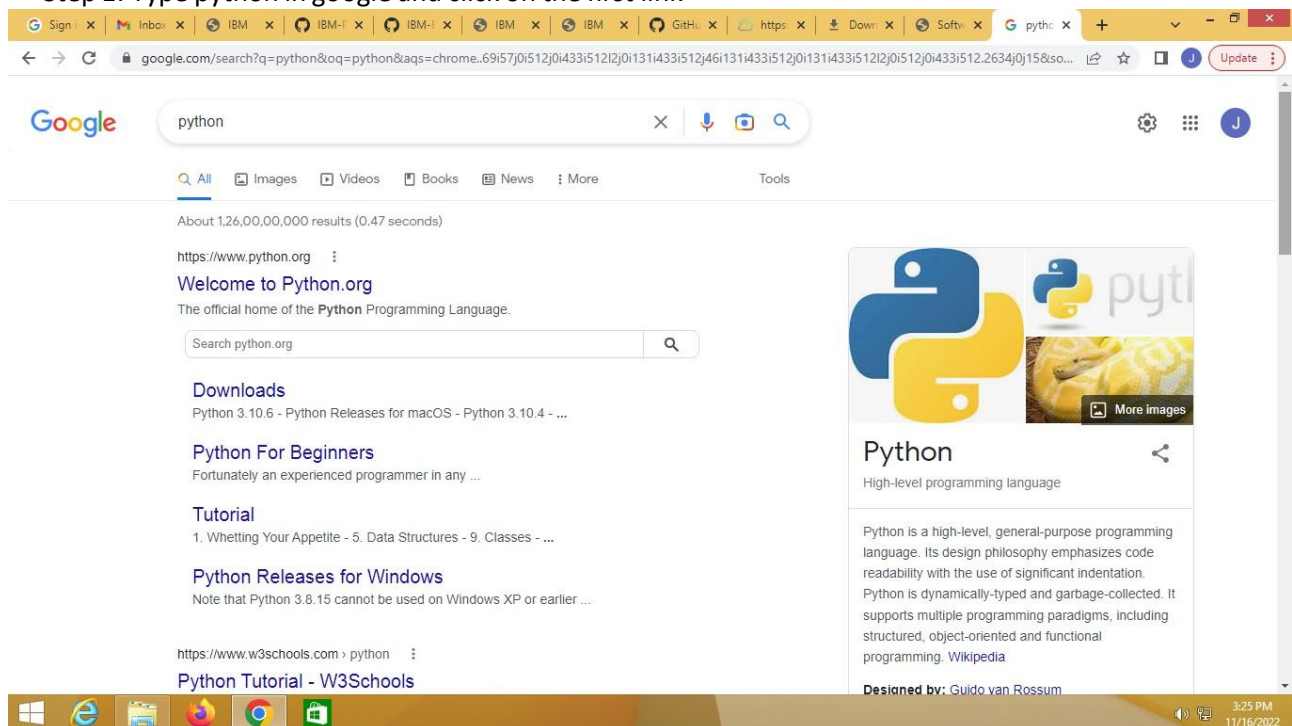 Step 1: Type python in google and click on the first link
Sign i
Inbox
IBM
IBM-F
IBM-E
IBM
IBM
GitHu
https:
Down
Softw
pytho
google.com/search?q=python&oq=python&aqs=chrome..69i57j0i512j0i433i512l2j0i131i433i512j46i131i433i512j0i131i433i512l2j0i512j0i433i512.2634j0j15&so...
J
Update
Google
python
J
All Images Videos Books News More Tools
About 1,26,00,00,000 results (0.47 seconds)
https://www.python.org
Welcome to Python.org
The official home of the Python Programming Language.
Search python.org
Downloads
Python 3.10.6 - Python Releases for macOS - Python 3.10.4 - ...
Python For Beginners
Fortunately an experienced programmer in any ...
Tutorial
1. Whetting Your Appetite - 5. Data Structures - 9. Classes - ...
Python Releases for Windows
Note that Python 3.8.15 cannot be used on Windows XP or earlier ...
https://www.w3schools.com › python
Python Tutorial - W3Schools
pytl
More images
Python
High-level programming language
Python is a high-level, general-purpose programming
language. Its design philosophy emphasizes code
readability with the use of significant indentation.
Python is dynamically-typed and garbage-collected. It
supports multiple programming paradigms, including
structured, object-oriented and functional
programming. Wikipedia
Designed by: Guido van Rossum
3:25 PM
11/16/2022